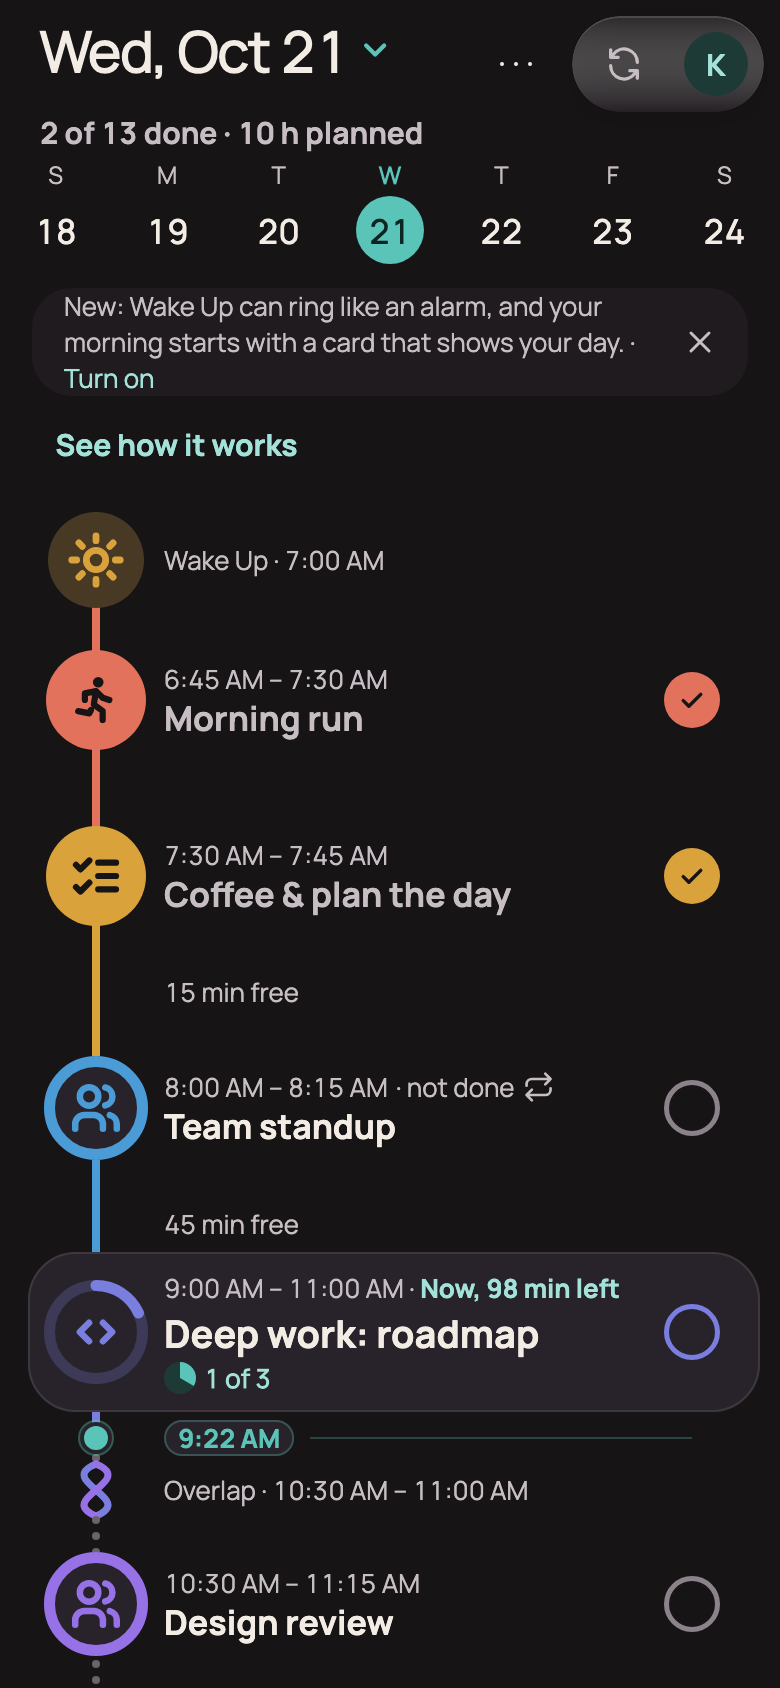 Wed, Oct 21
...
K
2 of 13 done · 10 h planned
S M T W T F S
18 19 20 21 22 23 24
New: Wake Up can ring like an alarm, and your
morning starts with a card that shows your day. ·
Turn on
See how it works
Wake Up · 7:00 AM
6:45 AM – 7:30 AM
Morning run
7:30 AM – 7:45 AM
Coffee & plan the day
15 min free
8:00 AM – 8:15 AM · not done
Team standup
45 min free
9:00 AM – 11:00 AM · Now, 98 min left
Deep work: roadmap
1 of 3
9:22 AM
Overlap · 10:30 AM – 11:00 AM
10:30 AM – 11:15 AM
Design review